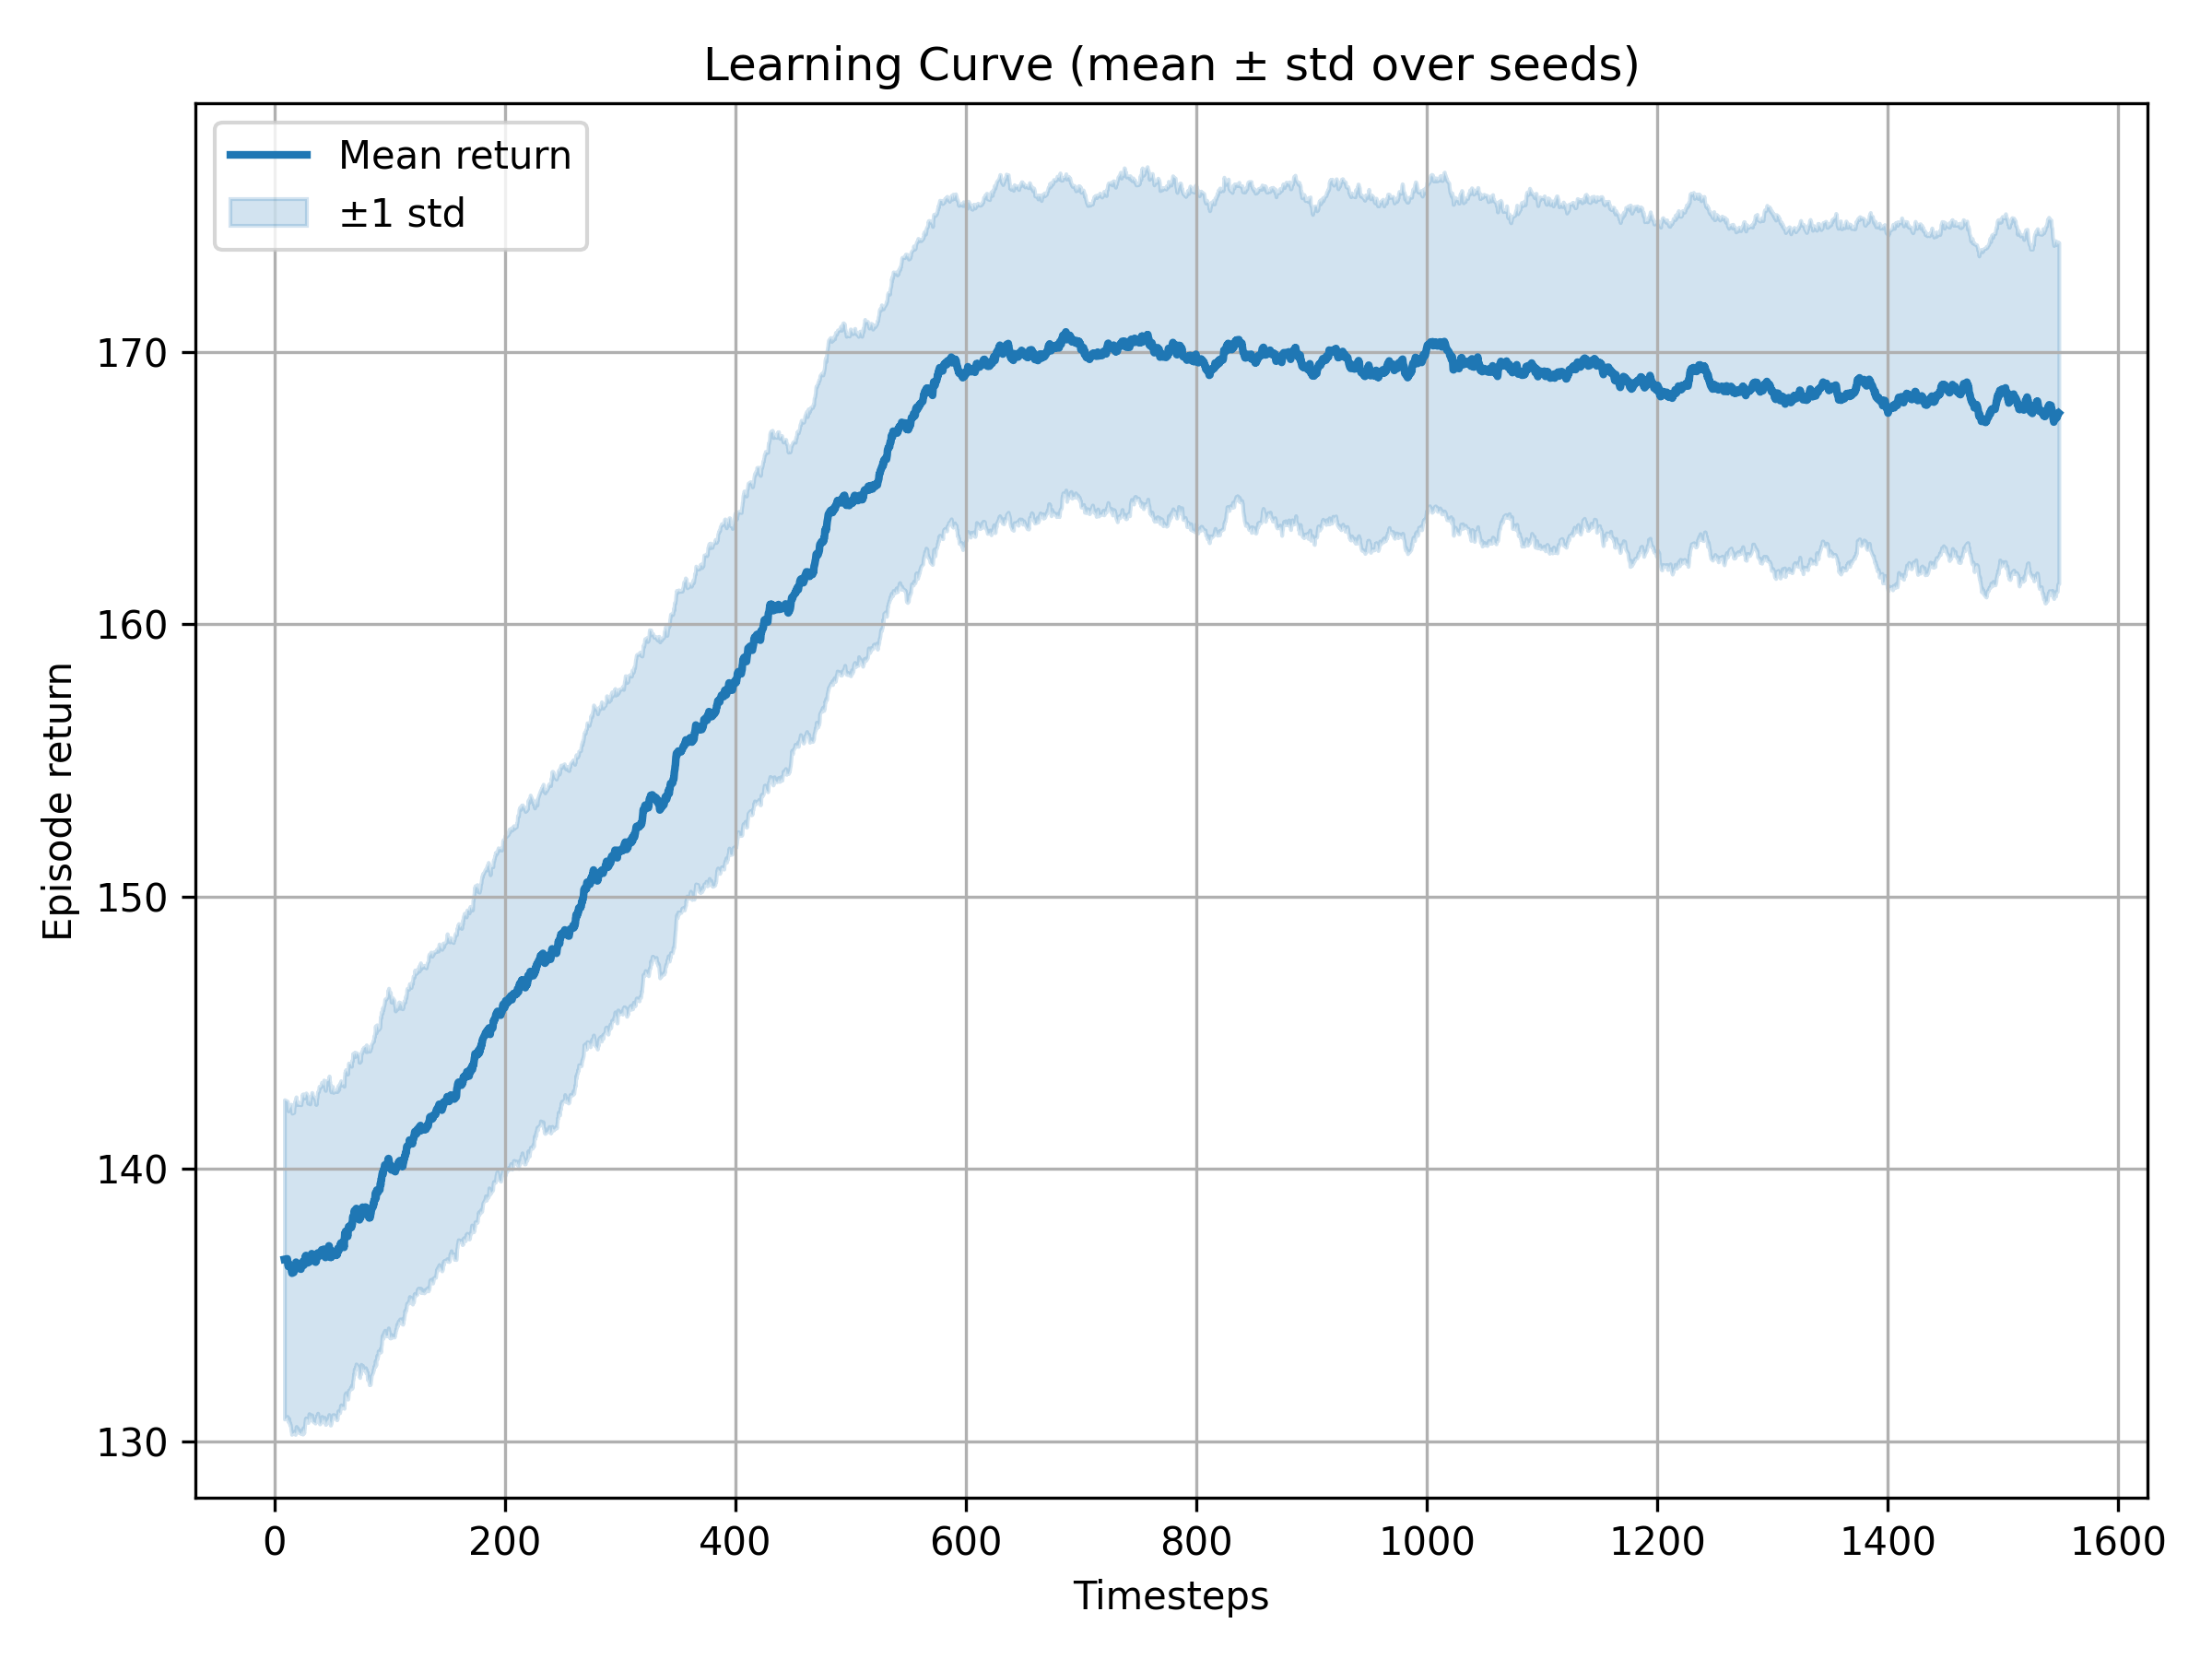 Learning Curve (mean ± std over seeds)
Mean return
±1 std
Episode return
170
160
150
140
130
0 200 400 600 800 1000 1200 1400 1600
Timesteps